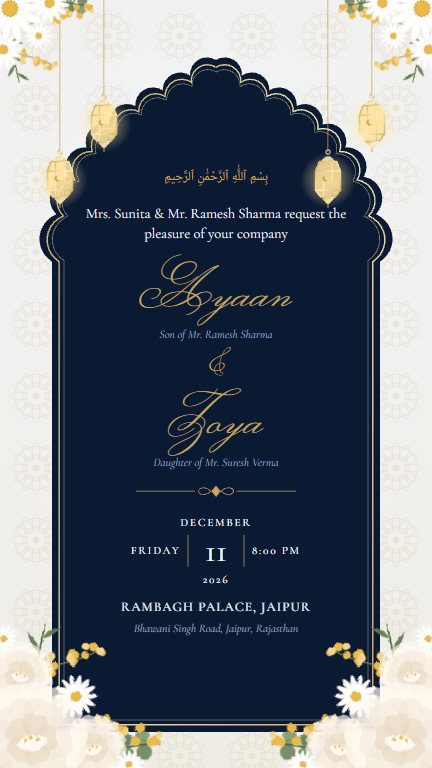 بِسْمِ اللَّهِ الرَّحْمَٰنِ الرَّحِيمِ
Mrs. Sunita & Mr. Ramesh Sharma request the
pleasure of your company
Ayaan
Son of Mr. Ramesh Sharma
&
Zoya
Daughter of Mr. Suresh Verma
DECEMBER
FRIDAY 11 8:00 PM
2026
RAMBAGH PALACE, JAIPUR
Bhawani Singh Road, Jaipur, Rajasthan